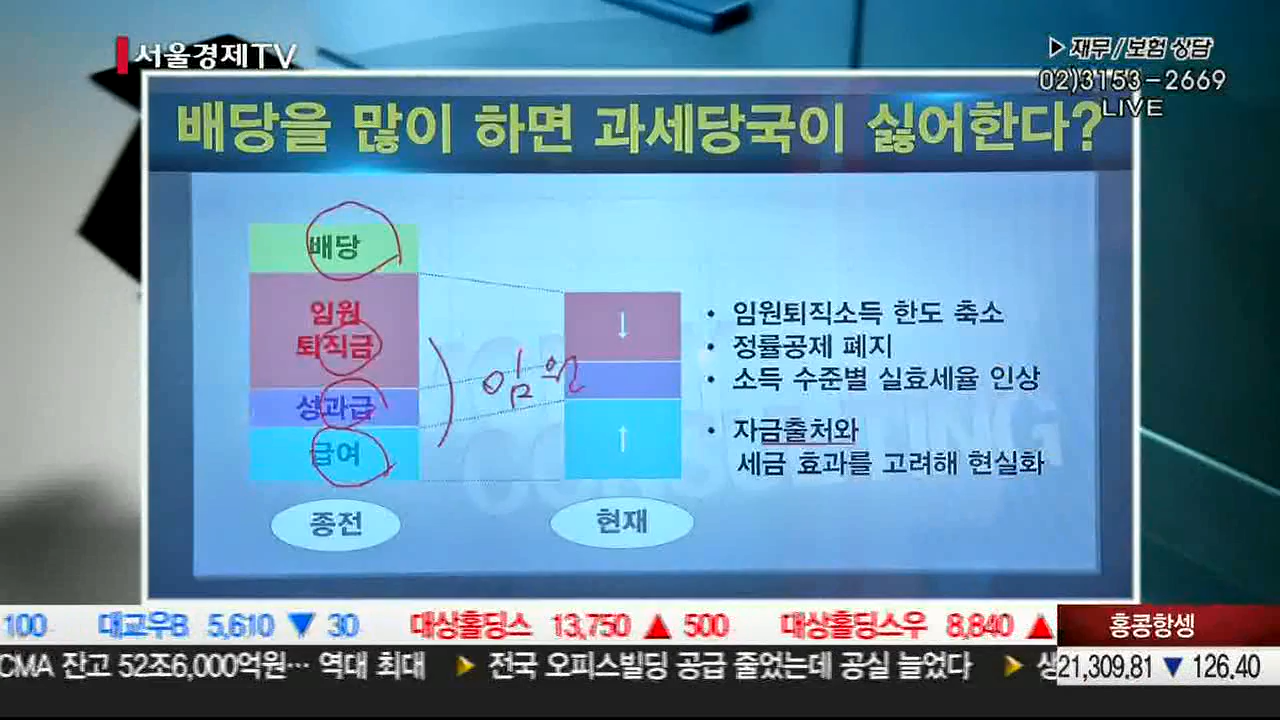 서울경제TV
▶ 재무/보험 상담
02)3153-2669
LIVE
배당을 많이 하면 과세당국이 싫어한다?
배당
임원
퇴직금
성과급
급여
종전
임원
↓
↑
현재
• 임원퇴직소득 한도 축소
• 정률공제 폐지
• 소득 수준별 실효세율 인상
• 자금출처와
세금 효과를 고려해 현실화
CONSULTING
100 대교우B 5,610 ▼ 30 대상홀딩스 13,750 ▲ 500 대상홀딩스우 8,840 ▲
홍콩항셍
CMA 잔고 52조6,000억원… 역대 최대 ▶ 전국 오피스빌딩 공급 줄었는데 공실 늘었다 ▶
21,309.81 ▼ 126.40